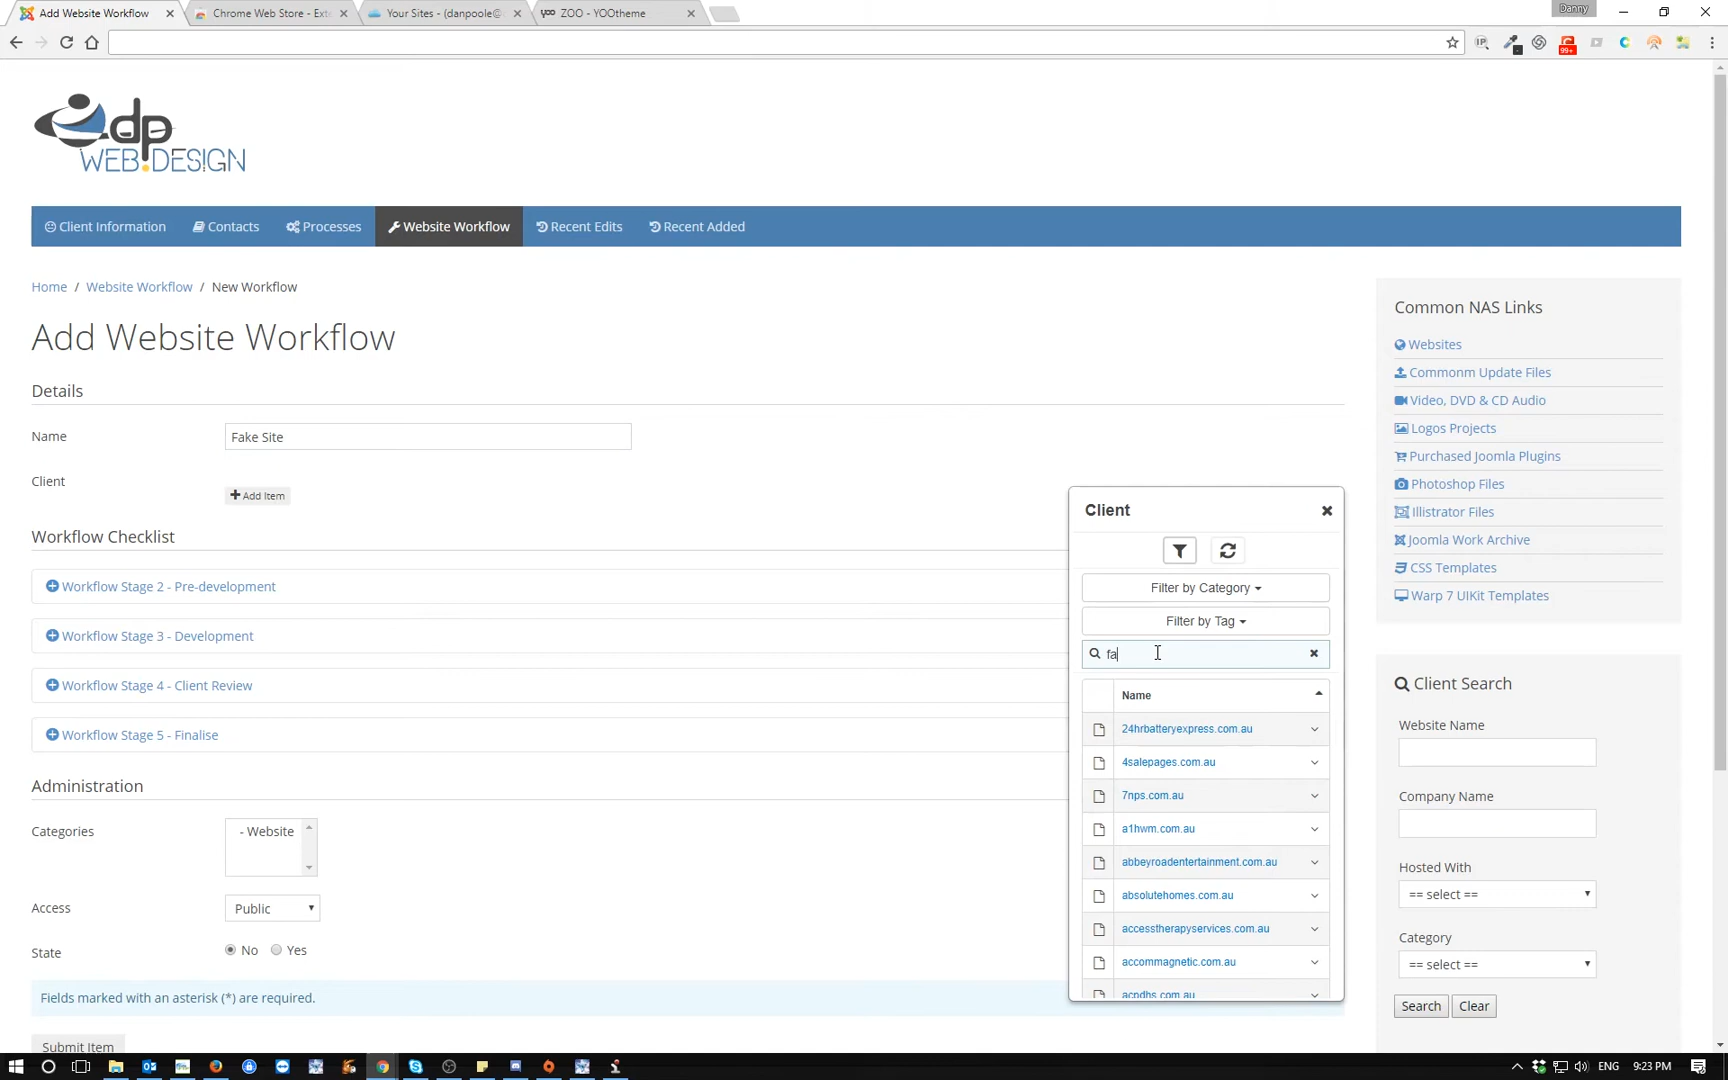 Add Website Workflow
Chrome Web Store - Exte
Your Sites - (danpoole@
yoo ZOO - YOOtheme
Danny
IP
99+
dp
WEB DESIGN
Client Information
Contacts
Processes
Website Workflow
Recent Edits
Recent Added
Home / Website Workflow / New Workflow
Add Website Workflow
Details
Name
Fake Site
Client
Add Item
Workflow Checklist
Workflow Stage 2 - Pre-development
Workflow Stage 3 - Development
Workflow Stage 4 - Client Review
Workflow Stage 5 - Finalise
Administration
Categories
- Website
Access
Public
State
No Yes
Fields marked with an asterisk (*) are required.
Submit Item
Client
Filter by Category
Filter by Tag
fa
Name
24hrbatteryexpress.com.au
4salepages.com.au
7nps.com.au
a1hwm.com.au
abbeyroadentertainment.com.au
absolutehomes.com.au
accesstherapyservices.com.au
accommagnetic.com.au
acpdhs.com.au
Common NAS Links
Websites
Commonm Update Files
Video, DVD & CD Audio
Logos Projects
Purchased Joomla Plugins
Photoshop Files
Illistrator Files
Joomla Work Archive
CSS Templates
Warp 7 UIKit Templates
Client Search
Website Name
Company Name
Hosted With
== select ==
Category
== select ==
Search Clear
ENG 9:23 PM